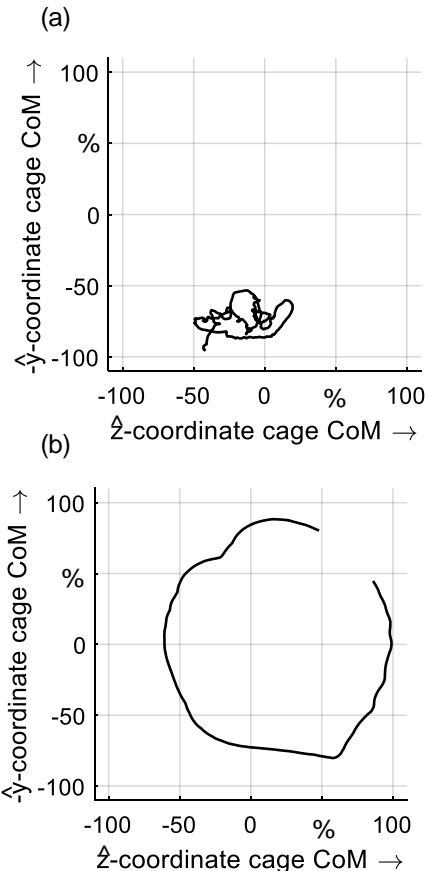 (a)
-ŷ-coordinate cage CoM →
100
%
0
-50
-100
-100 -50 0 % 100
ẑ-coordinate cage CoM →
(b)
-ŷ-coordinate cage CoM →
100
%
0
-50
-100
-100 -50 0 % 100
ẑ-coordinate cage CoM →